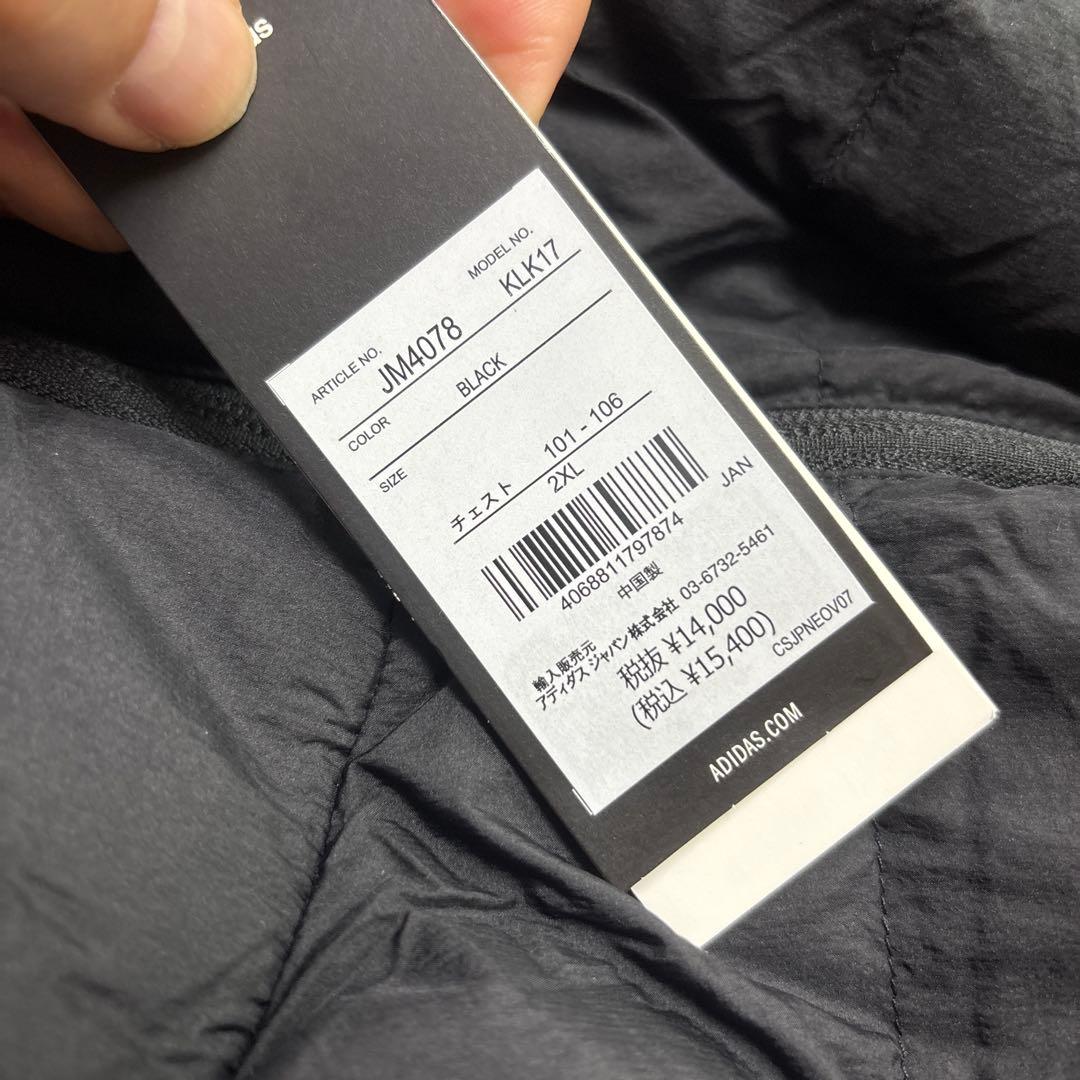 ARTICLE NO.
MODEL NO.
JM4078
KLK17
COLOR
BLACK
SIZE
チェスト 101 - 106
2XL
JAN
4068811797874
中国製
輸入販売元
アディダス ジャパン株式会社 03-6732-5461
税抜 ¥14,000
(税込 ¥15,400)
CSJPNEOV07
ADIDAS.COM